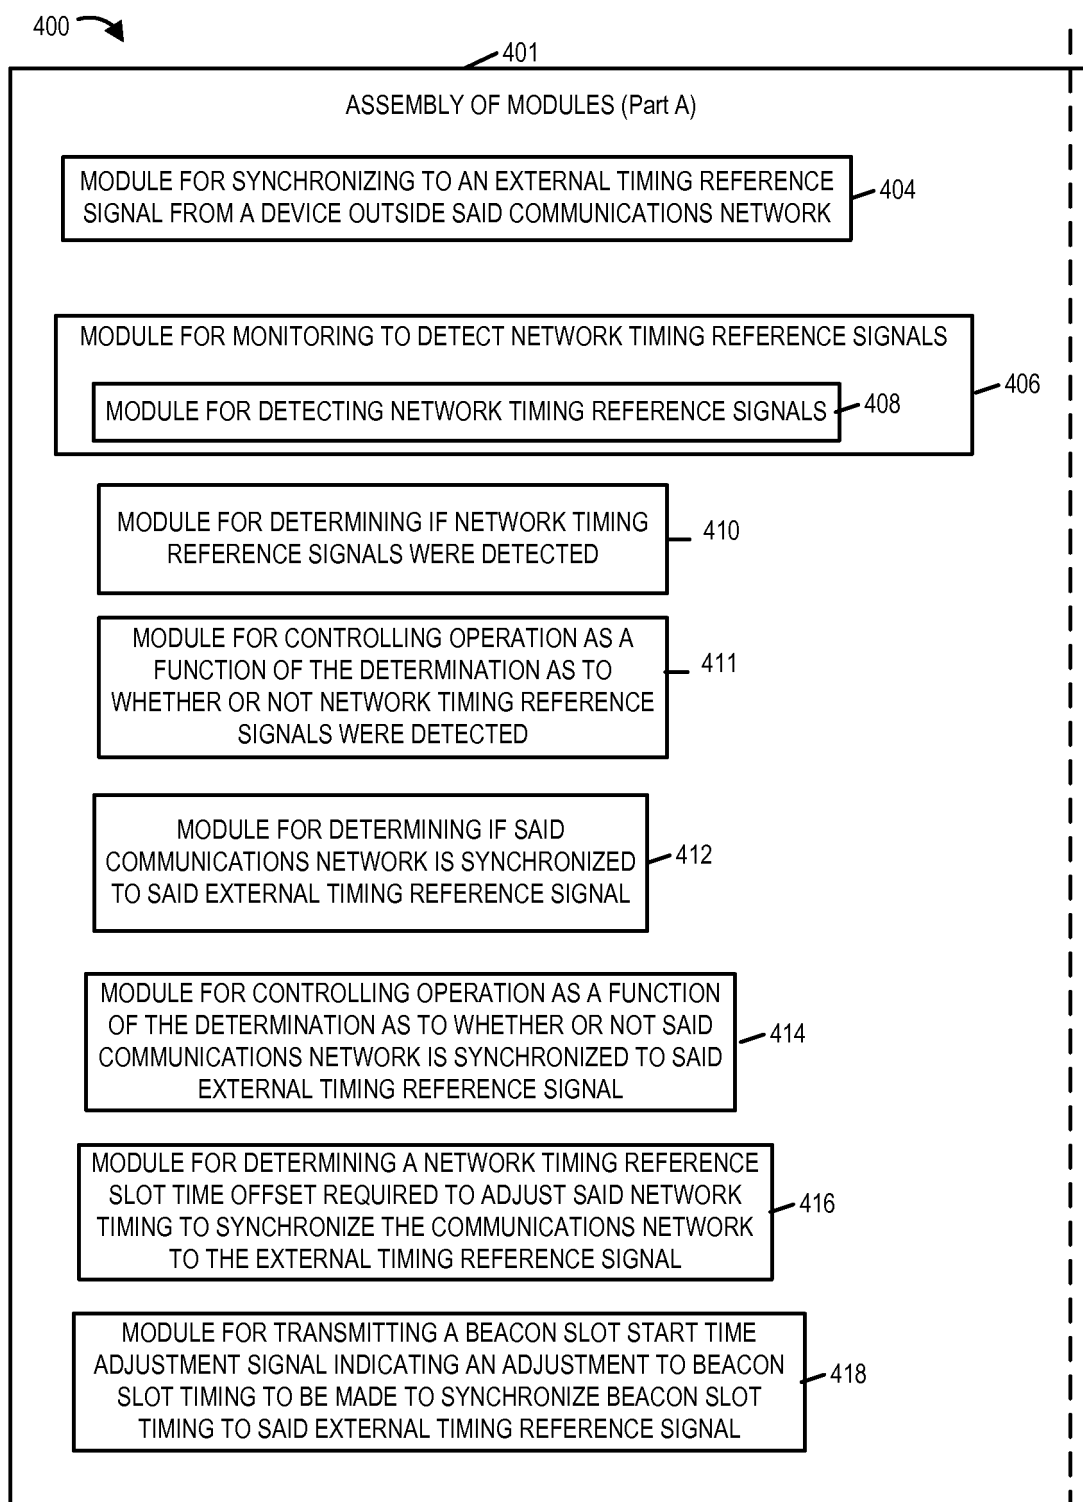 400
401
ASSEMBLY OF MODULES (Part A)
MODULE FOR SYNCHRONIZING TO AN EXTERNAL TIMING REFERENCE
SIGNAL FROM A DEVICE OUTSIDE SAID COMMUNICATIONS NETWORK
404
MODULE FOR MONITORING TO DETECT NETWORK TIMING REFERENCE SIGNALS
406
MODULE FOR DETECTING NETWORK TIMING REFERENCE SIGNALS
408
MODULE FOR DETERMINING IF NETWORK TIMING
REFERENCE SIGNALS WERE DETECTED
410
MODULE FOR CONTROLLING OPERATION AS A
FUNCTION OF THE DETERMINATION AS TO
WHETHER OR NOT NETWORK TIMING REFERENCE
SIGNALS WERE DETECTED
411
MODULE FOR DETERMINING IF SAID
COMMUNICATIONS NETWORK IS SYNCHRONIZED
TO SAID EXTERNAL TIMING REFERENCE SIGNAL
412
MODULE FOR CONTROLLING OPERATION AS A FUNCTION
OF THE DETERMINATION AS TO WHETHER OR NOT SAID
COMMUNICATIONS NETWORK IS SYNCHRONIZED TO SAID
EXTERNAL TIMING REFERENCE SIGNAL
414
MODULE FOR DETERMINING A NETWORK TIMING REFERENCE
SLOT TIME OFFSET REQUIRED TO ADJUST SAID NETWORK
TIMING TO SYNCHRONIZE THE COMMUNICATIONS NETWORK
TO THE EXTERNAL TIMING REFERENCE SIGNAL
416
MODULE FOR TRANSMITTING A BEACON SLOT START TIME
ADJUSTMENT SIGNAL INDICATING AN ADJUSTMENT TO BEACON
SLOT TIMING TO BE MADE TO SYNCHRONIZE BEACON SLOT
TIMING TO SAID EXTERNAL TIMING REFERENCE SIGNAL
418